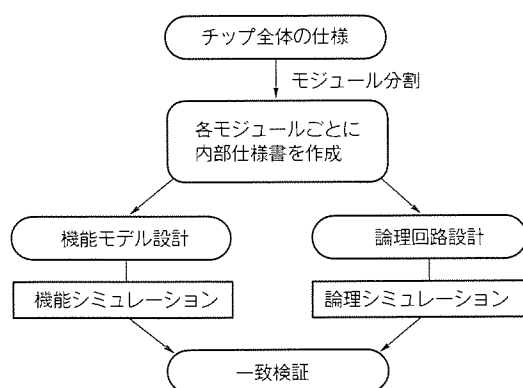 チップ全体の仕様
モジュール分割
各モジュールごとに
内部仕様書を作成
機能モデル設計
論理回路設計
機能シミュレーション
論理シミュレーション
一致検証